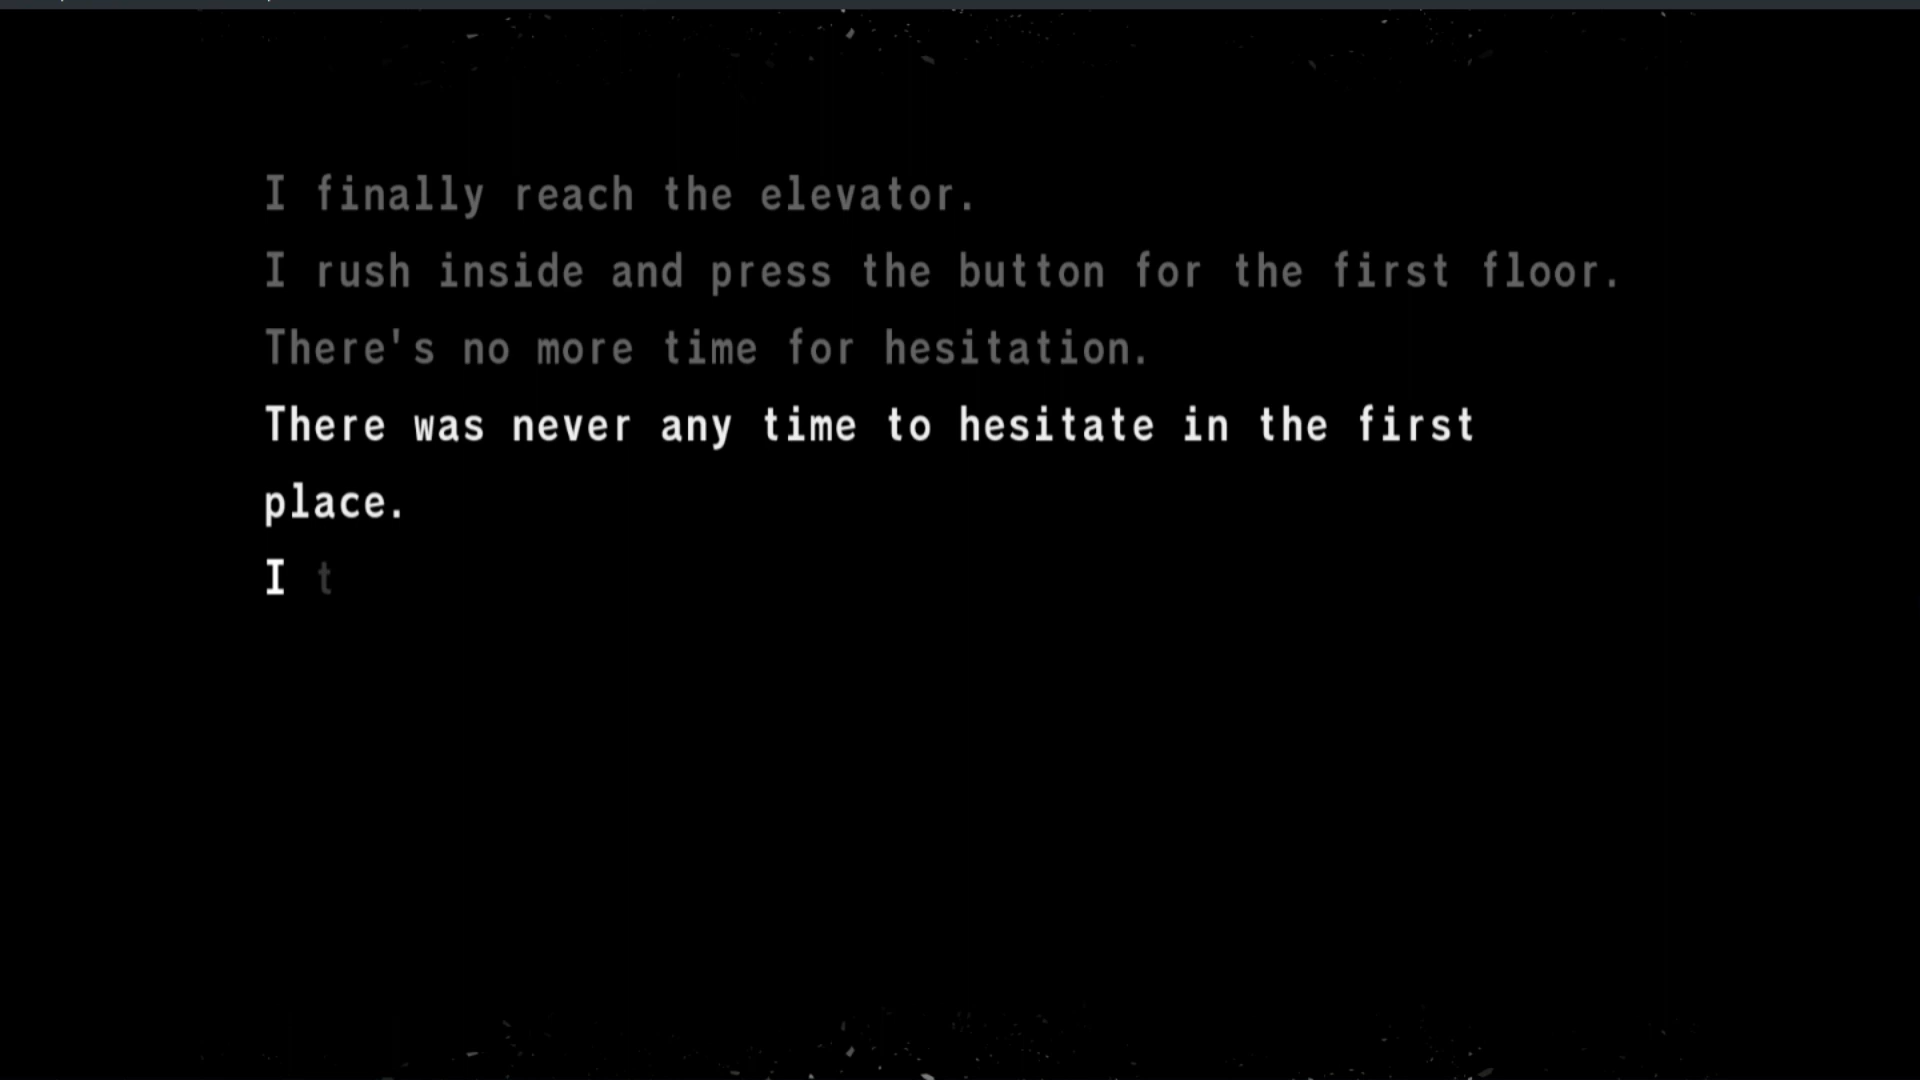 I finally reach the elevator.
I rush inside and press the button for the first floor.
There's no more time for hesitation.
There was never any time to hesitate in the first
place.
I t